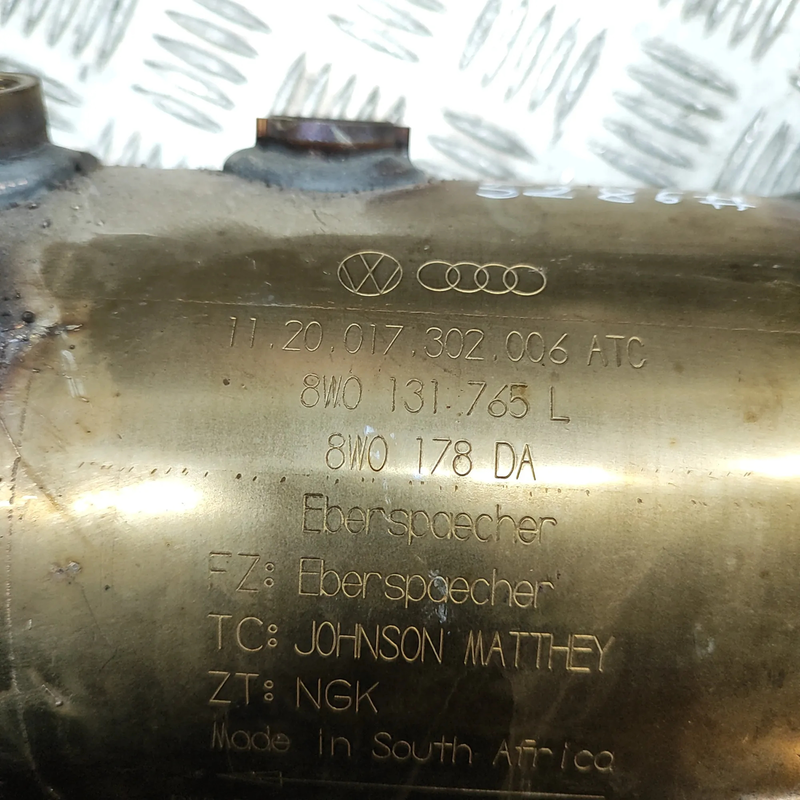 11.20.017.302.006 ATC
8W0 131 765 L
8W0 178 DA
Eberspaecher
FZ: Eberspaecher
TC: JOHNSON MATTHEY
ZT: NGK
Made in South Africa